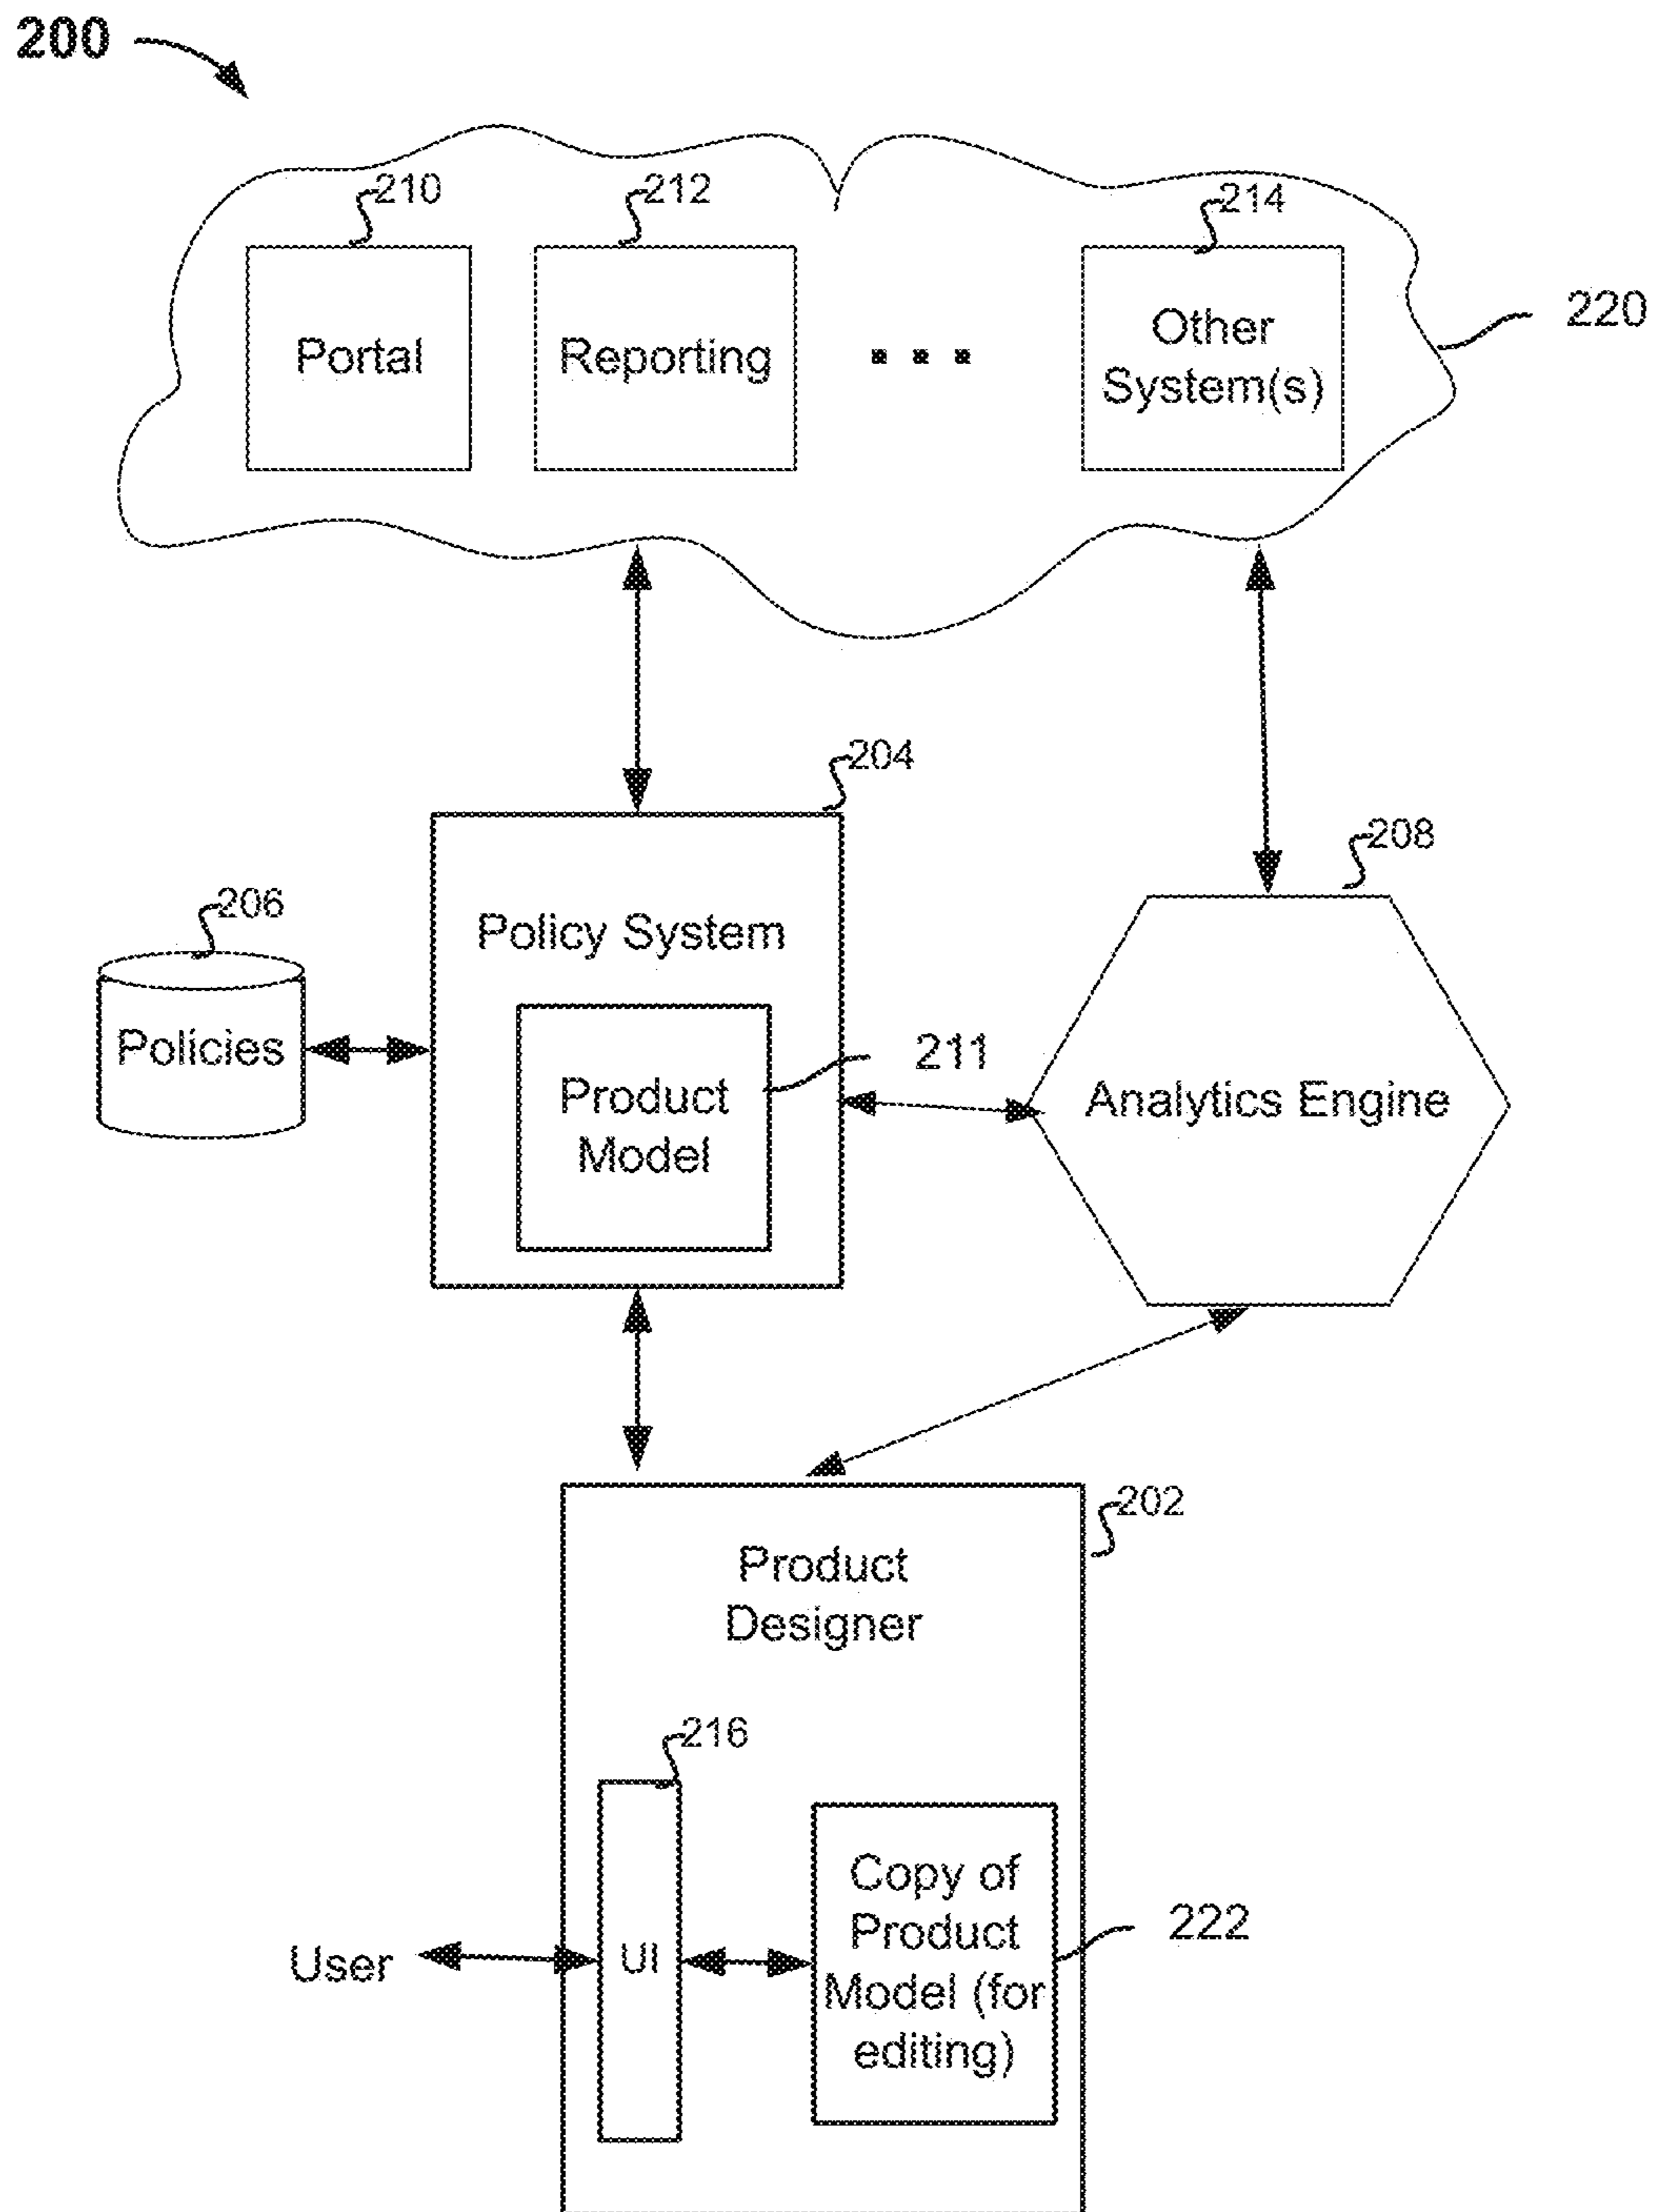 200
210
212
214
220
Portal
Reporting
...
Other
System(s)
204
208
206
Policy System
Policies
211
Product
Model
Analytics Engine
202
Product
Designer
216
UI
User
Copy of
Product
Model (for
editing)
222